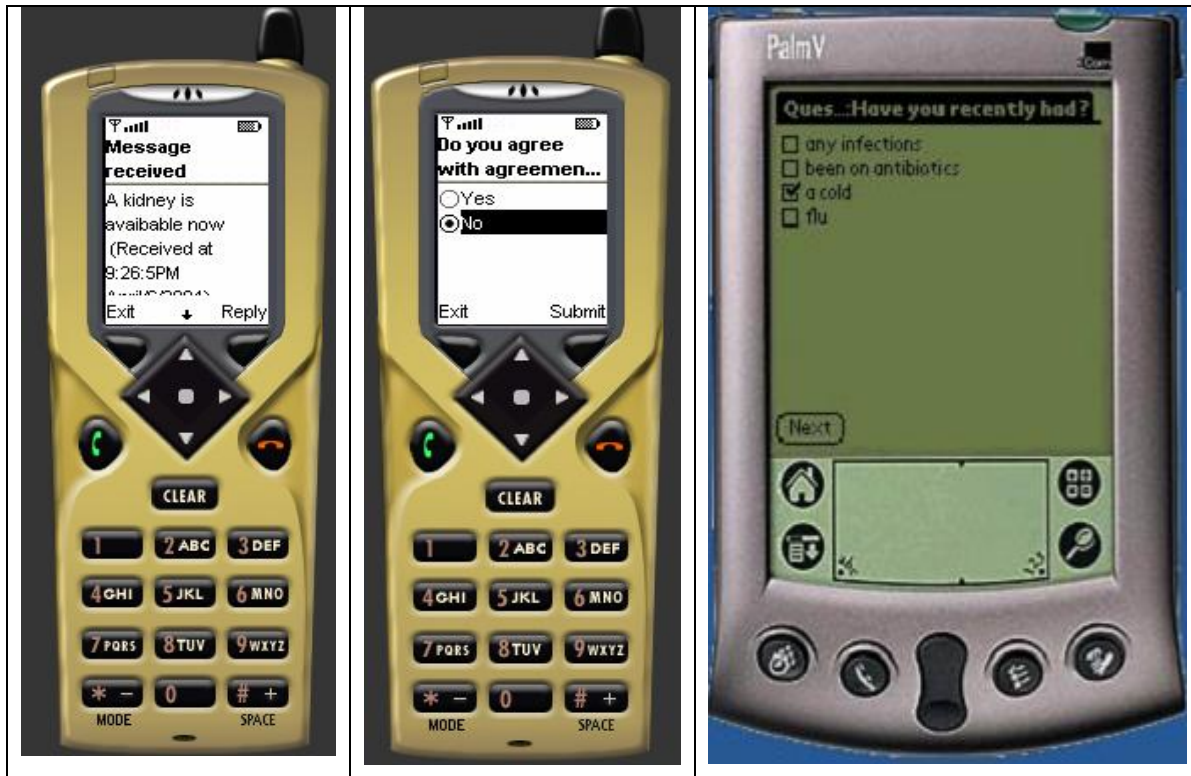 Message
received
A kidney is
avaibable now
(Received at
9:26:5PM
April/6/2004)
Exit Reply
CLEAR
1 2 ABC 3 DEF
4 GHI 5 JKL 6 MNO
7 PQRS 8 TUV 9 WXYZ
* - 0 # +
MODE SPACE
Do you agree
with agreemen...
Yes
No
Exit Submit
CLEAR
1 2 ABC 3 DEF
4 GHI 5 JKL 6 MNO
7 PQRS 8 TUV 9 WXYZ
* - 0 # +
MODE SPACE
PalmV
3Com
Ques...:Have you recently had?
any infections
been on antibiotics
a cold
flu
Next